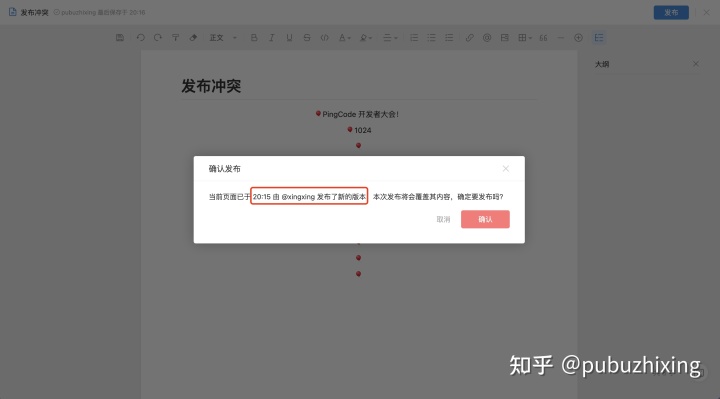 发布冲突 pubuzhixing 最后保存于 20:16 发布
正文
大纲
发布冲突
PingCode 开发者大会!
1024
确认发布
当前页面已于 20:15 由 @xingxing 发布了新的版本,本次发布将会覆盖其内容,确定要发布吗?
取消 确认
知乎 @pubuzhixing